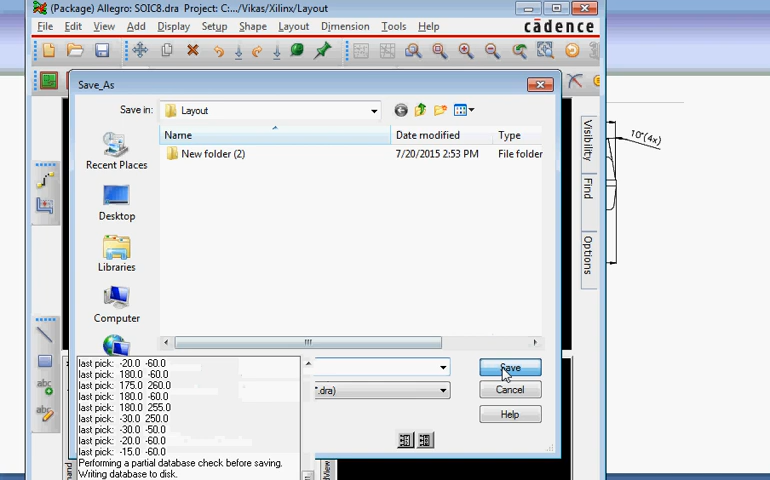 (Package) Allegro: SOIC8.dra Project: C:.../Vikas/Xilinx/Layout
File Edit View Add Display Setup Shape Layout Dimension Tools Help
cādence
Save_As
Save in: Layout
Name Date modified Type
New folder (2) 7/20/2015 2:53 PM File folder
Recent Places
Desktop
Libraries
Computer
Visibility
Find
Options
10°(4x)
Save
.dra)
Cancel
Help
last pick: -20.0 -60.0
last pick: 180.0 -60.0
last pick: 175.0 260.0
last pick: 180.0 -60.0
last pick: 180.0 255.0
last pick: -30.0 250.0
last pick: -30.0 -50.0
last pick: -20.0 -60.0
last pick: -15.0 -60.0
Performing a partial database check before saving.
Writing database to disk.
abc
abc